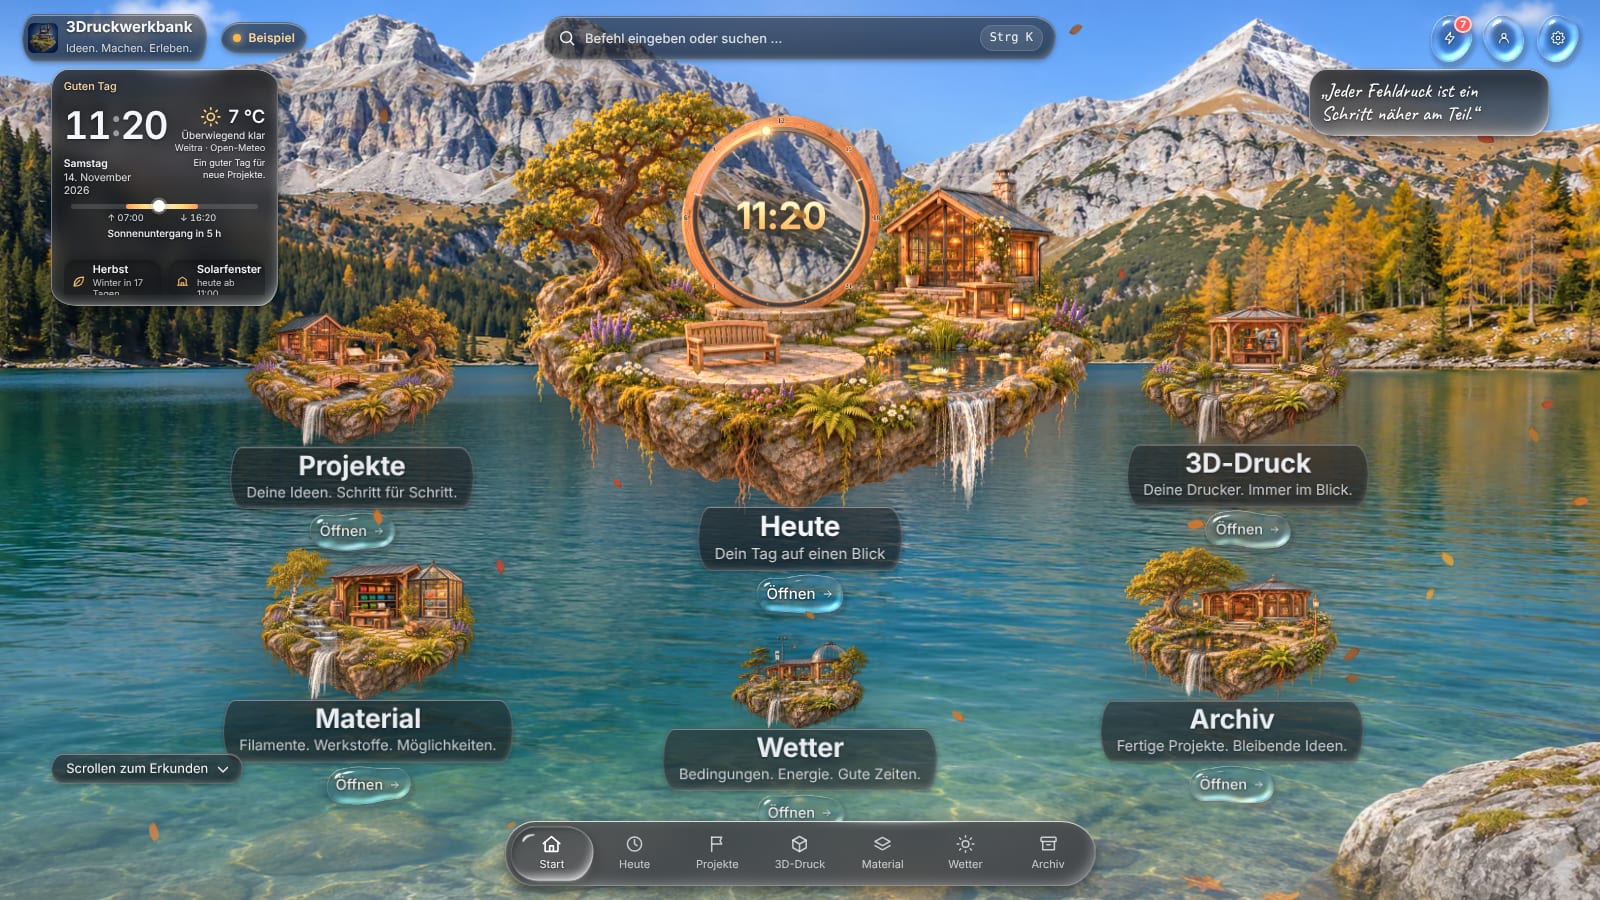 3Druckwerkbank
Ideen. Machen. Erleben.
Beispiel
Befehl eingeben oder suchen ...
Strg K
7
Guten Tag
11:20
7 °C
Überwiegend klar
Weitra · Open-Meteo
Samstag
14. November
2026
Ein guter Tag für
neue Projekte.
↑ 07:00
↓ 16:20
Sonnenuntergang in 5 h
Herbst
Winter in 17
Tagen
Solarfenster
heute ab
11:00
„Jeder Fehldruck ist ein
Schritt näher am Teil.“
12
11:20
Projekte
Deine Ideen. Schritt für Schritt.
Öffnen →
Heute
Dein Tag auf einen Blick
Öffnen →
3D-Druck
Deine Drucker. Immer im Blick.
Öffnen →
Material
Filamente. Werkstoffe. Möglichkeiten.
Öffnen →
Wetter
Bedingungen. Energie. Gute Zeiten.
Öffnen →
Archiv
Fertige Projekte. Bleibende Ideen.
Öffnen →
Scrollen zum Erkunden
Start
Heute
Projekte
3D-Druck
Material
Wetter
Archiv